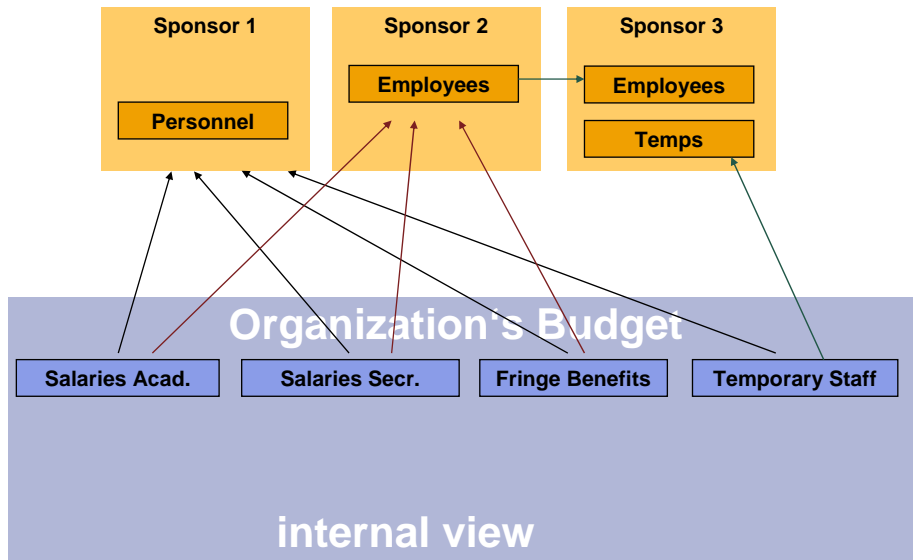 Sponsor 1
Sponsor 2
Sponsor 3
Employees
Employees
Personnel
Temps
Organization‘s Budget
Salaries Acad.
Salaries Secr.
Fringe Benefits
Temporary Staff
internal view